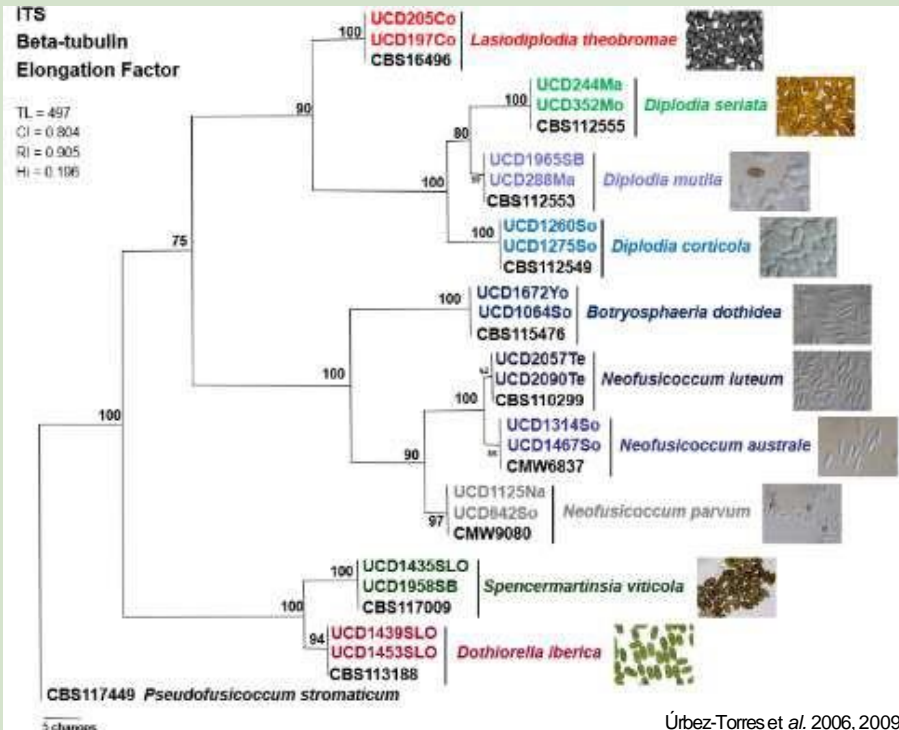 ITS
Beta-tubulin
Elongation Factor
TL = 497
CI = 0.804
RI = 0.905
HI = 0.196
100
UCD205Co
UCD197Co
CBS16496
Lasiodiplodia theobromae
90
100
UCD244Ma
UCD352Mo
CBS112555
Diplodia seriata
80
UCD1965SB
UCD288Ma
CBS112553
Diplodia mutila
100
100
UCD1260So
UCD1275So
CBS112549
Diplodia corticola
75
100
UCD1672Yo
UCD1064So
CBS115476
Botryosphaeria dothidea
100
UCD2057Te
UCD2090Te
CBS110299
Neofusicoccum luteum
100
UCD1314So
UCD1467So
CMW6837
Neofusicoccum australe
90
97
UCD1125Na
UCD642So
CMW9080
Neofusicoccum parvum
100
100
UCD1435SLO
UCD1958SB
CBS117009
Spencermartinsia viticola
100
94
UCD1439SLO
UCD1453SLO
CBS113188
Dothiorella iberica
CBS117449 Pseudofusicoccum stromaticum
5 changes
Úrbez-Torres et al. 2006, 2009